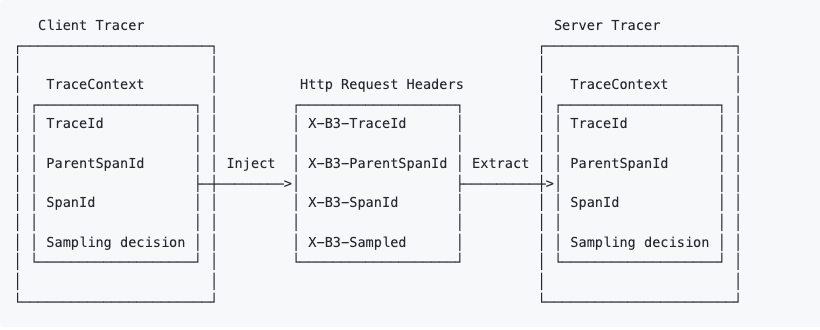 Client Tracer
Server Tracer
TraceContext
Http Request Headers
TraceContext
TraceId
X-B3-TraceId
TraceId
ParentSpanId
Inject
X-B3-ParentSpanId
Extract
ParentSpanId
SpanId
X-B3-SpanId
SpanId
Sampling decision
X-B3-Sampled
Sampling decision